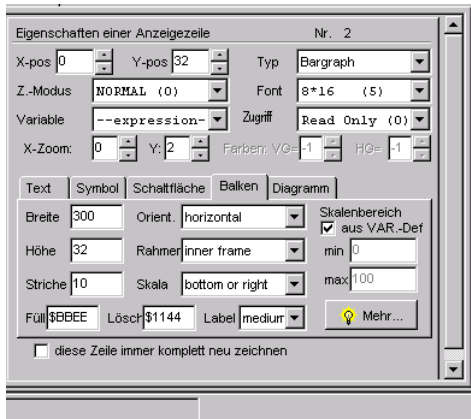 Eigenschaften einer Anzeigezeile Nr. 2
X-pos 0 Y-pos 32 Typ Bargraph
Z.-Modus NORMAL (0) Font 8*16 (5)
Variable --expression- Zugriff Read Only (0)
X-Zoom: 0 Y: 2 Farben: VG= -1 HG= -1
Text Symbol Schaltfläche Balken Diagramm
Breite 300 Orient. horizontal Skalenbereich
aus VAR.-Def
Höhe 32 Rahmen inner frame min 0
Striche 10 Skala bottom or right max 100
Füll $BBEE Lösch $1144 Label medium Mehr...
diese Zeile immer komplett neu zeichnen